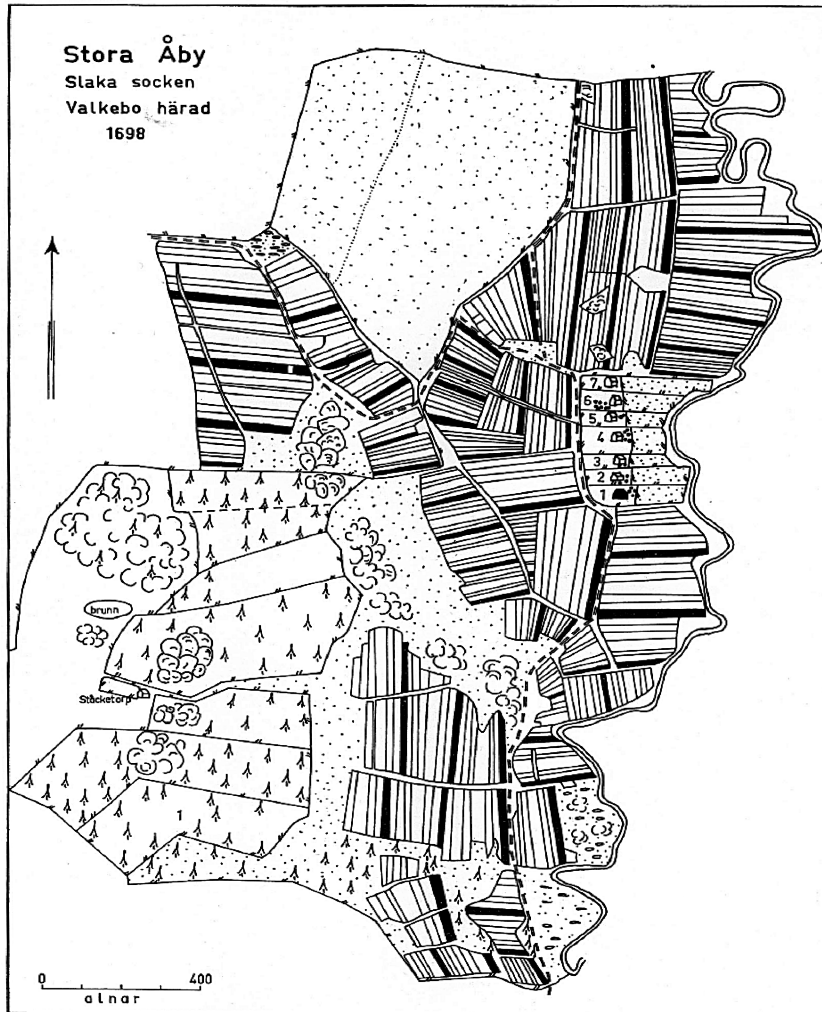 Stora Åby
Slaka socken
Valkebo härad
1698
7
6
5
4
3
2
1
brunn
Stäcketorp
1
0 400
alnar